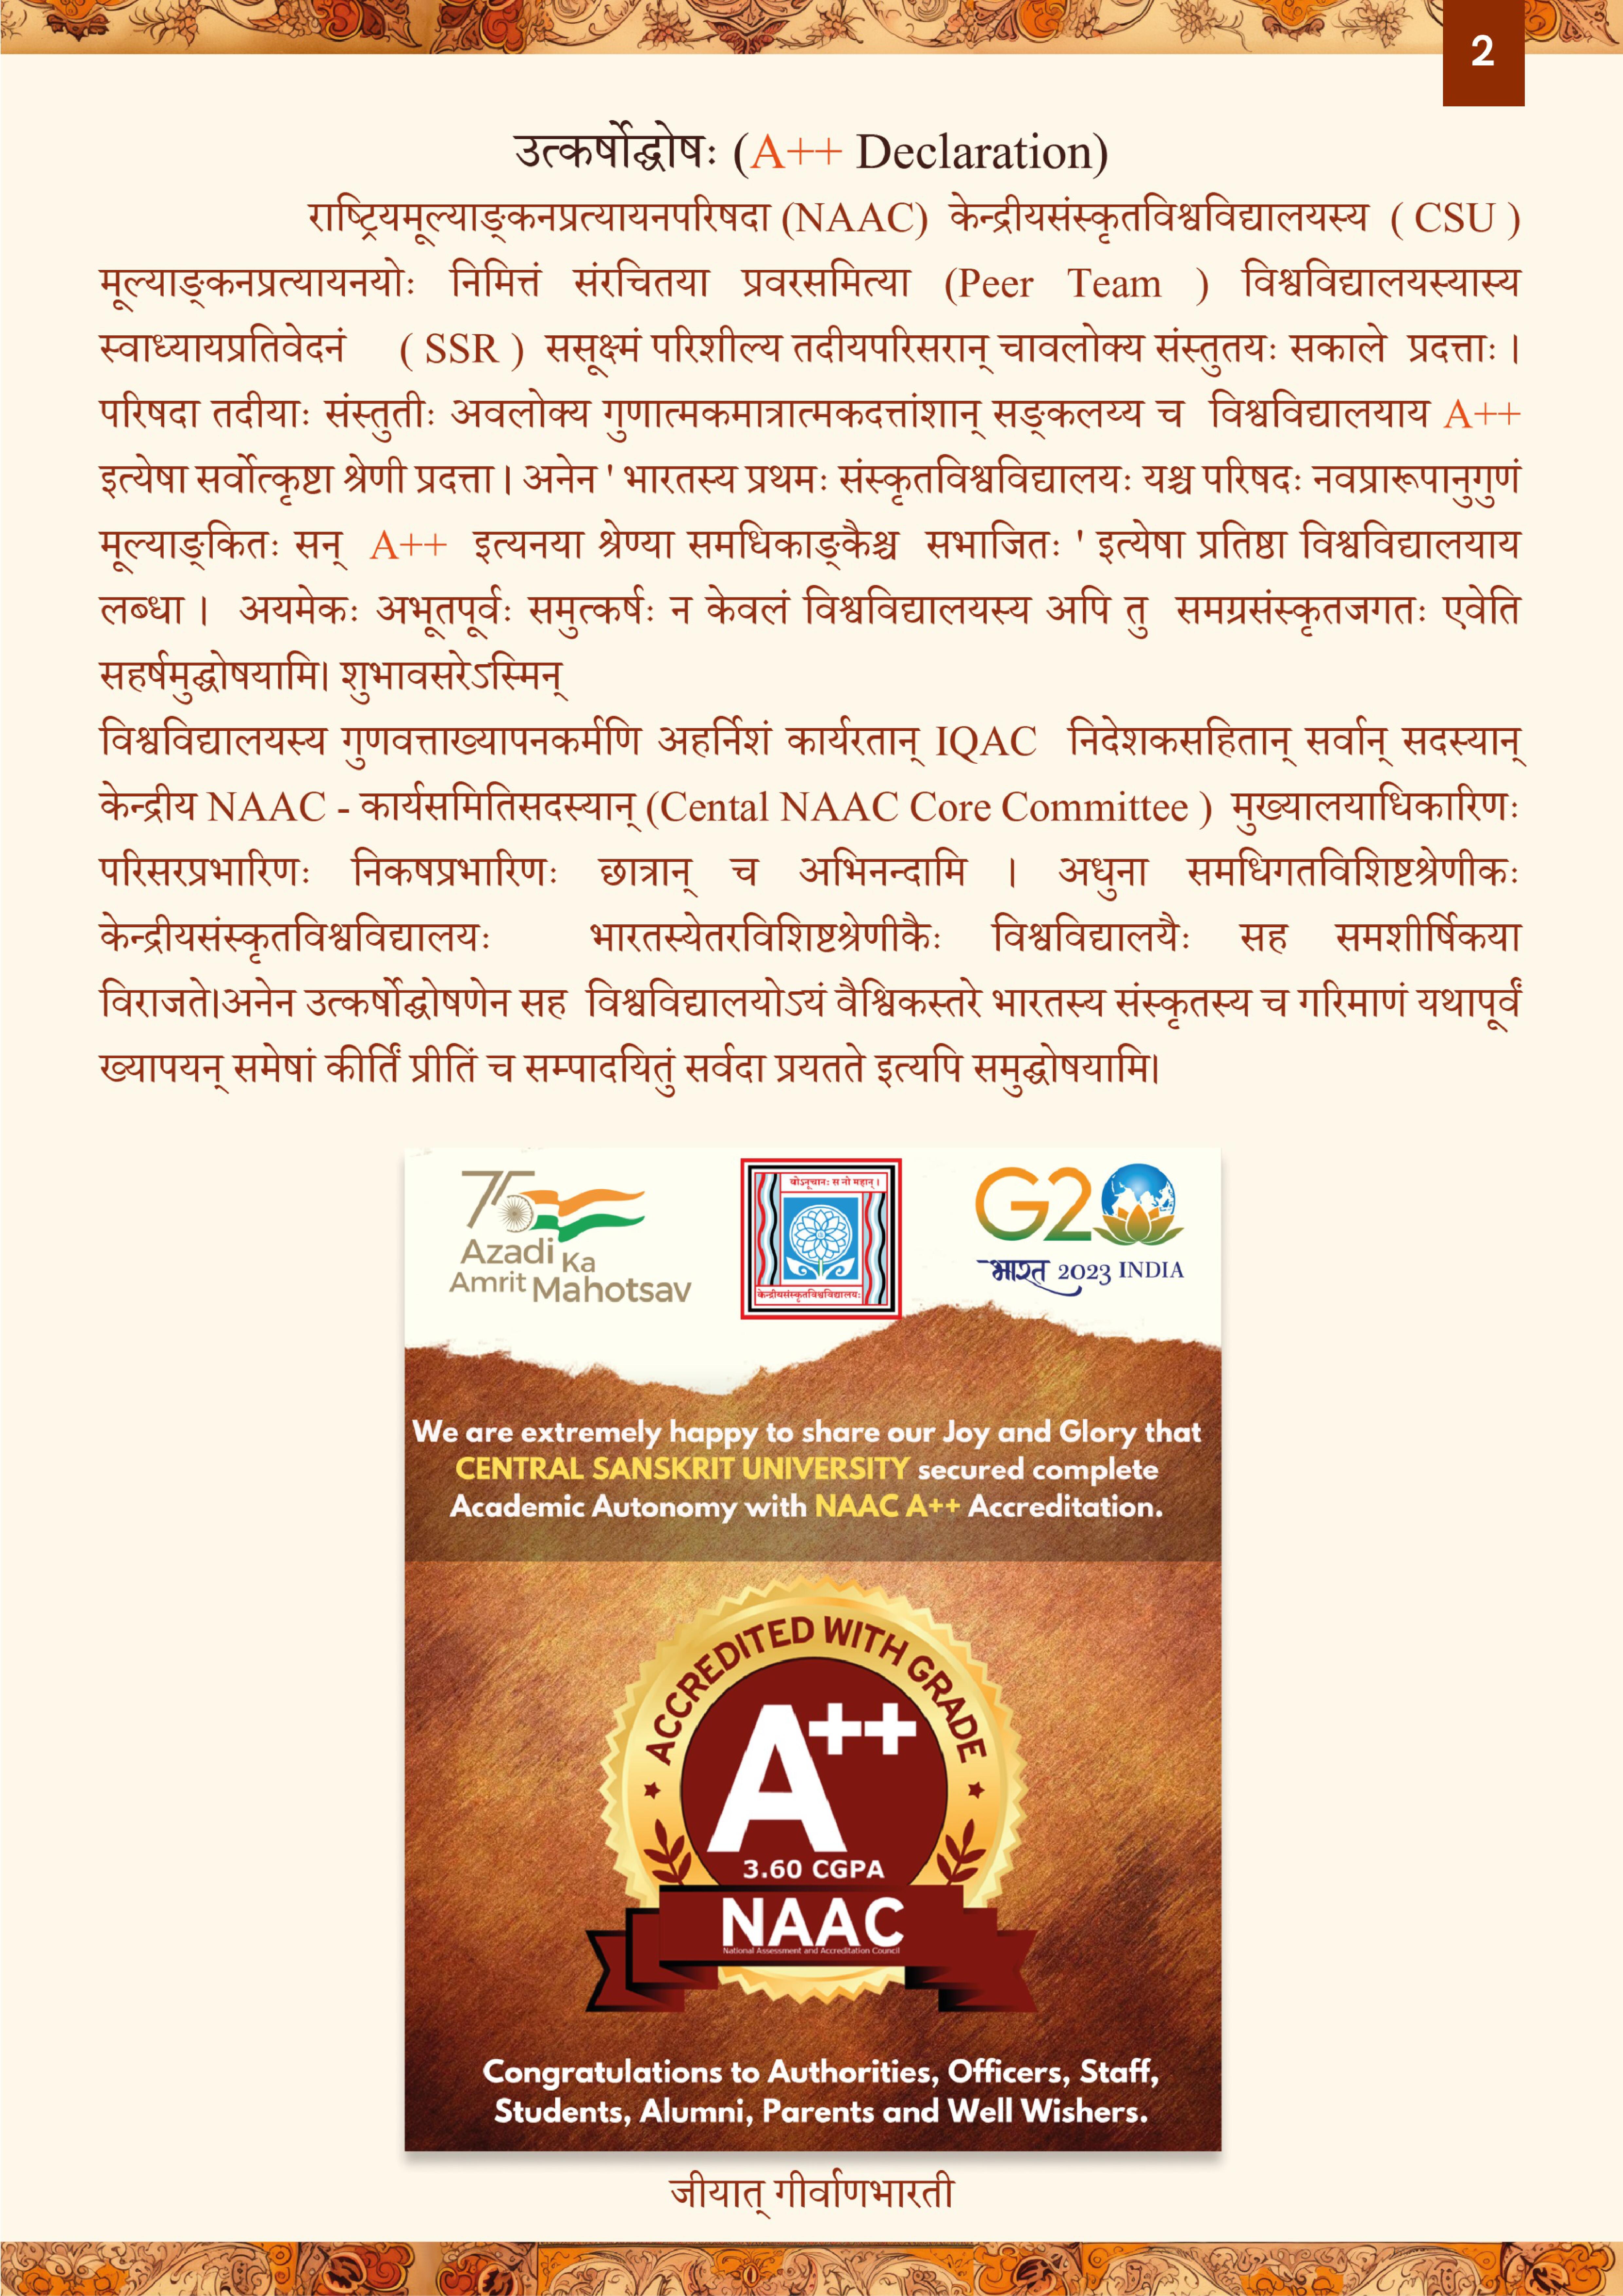 2
उत्कर्षोद्घोषः (A++ Declaration)
राष्ट्रियमूल्याङ्कनप्रत्यायनपरिषदा (NAAC) केन्द्रीयसंस्कृतविश्वविद्यालयस्य ( CSU )
मूल्याङ्कनप्रत्यायनयोः निमित्तं संरचितया प्रवरसमित्या (Peer Team ) विश्वविद्यालयस्यास्य
स्वाध्यायप्रतिवेदनं ( SSR ) ससूक्ष्मं परिशील्य तदीयपरिसरान् चावलोक्य संस्तुतयः सकाले प्रदत्ताः ।
परिषदा तदीयाः संस्तुतीः अवलोक्य गुणात्मकमात्रात्मकदत्तांशान् सङ्कलय्य च विश्वविद्यालयाय A++
इत्येषा सर्वोत्कृष्टा श्रेणी प्रदत्ता। अनेन ' भारतस्य प्रथमः संस्कृतविश्वविद्यालयः यश्च परिषदः नवप्रारूपानुगुणं
मूल्याङ्कितः सन् A++ इत्यनया श्रेण्या समधिकाङ्कैश्च सभाजितः ' इत्येषा प्रतिष्ठा विश्वविद्यालयाय
लब्धा । अयमेकः अभूतपूर्वः समुत्कर्षः न केवलं विश्वविद्यालयस्य अपि तु समग्रसंस्कृतजगतः एवेति
सहर्षमुद्घोषयामि। शुभावसरेऽस्मिन्
विश्वविद्यालयस्य गुणवत्ताख्यापनकर्मणि अहर्निशं कार्यरतान् IQAC निदेशकसहितान् सर्वान् सदस्यान्
केन्द्रीय NAAC - कार्यसमितिसदस्यान् (Cental NAAC Core Committee ) मुख्यालयाधिकारिणः
परिसरप्रभारिणः निकषप्रभारिणः छात्रान् च अभिनन्दामि । अधुना समधिगतविशिष्टश्रेणीकः
केन्द्रीयसंस्कृतविश्वविद्यालयः भारतस्येतरविशिष्टश्रेणीकैः विश्वविद्यालयैः सह समशीर्षिकया
विराजते।अनेन उत्कर्षोद्घोषणेन सह विश्वविद्यालयोऽयं वैश्विकस्तरे भारतस्य संस्कृतस्य च गरिमाणं यथापूर्वं
ख्यापयन् समेषां कीर्तिं प्रीतिं च सम्पादयितुं सर्वदा प्रयतते इत्यपि समुद्घोषयामि।
75
Azadi Ka
Amrit Mahotsav
योऽनूचानः स नो महान् ।
केन्द्रीयसंस्कृतविश्वविद्यालयः
G20
भारत 2023 INDIA
We are extremely happy to share our Joy and Glory that
CENTRAL SANSKRIT UNIVERSITY secured complete
Academic Autonomy with NAAC A++ Accreditation.
ACCREDITED WITH GRADE
A++
3.60 CGPA
NAAC
National Assessment and Accreditation Council
Congratulations to Authorities, Officers, Staff,
Students, Alumni, Parents and Well Wishers.
जीयात् गीर्वाणभारती